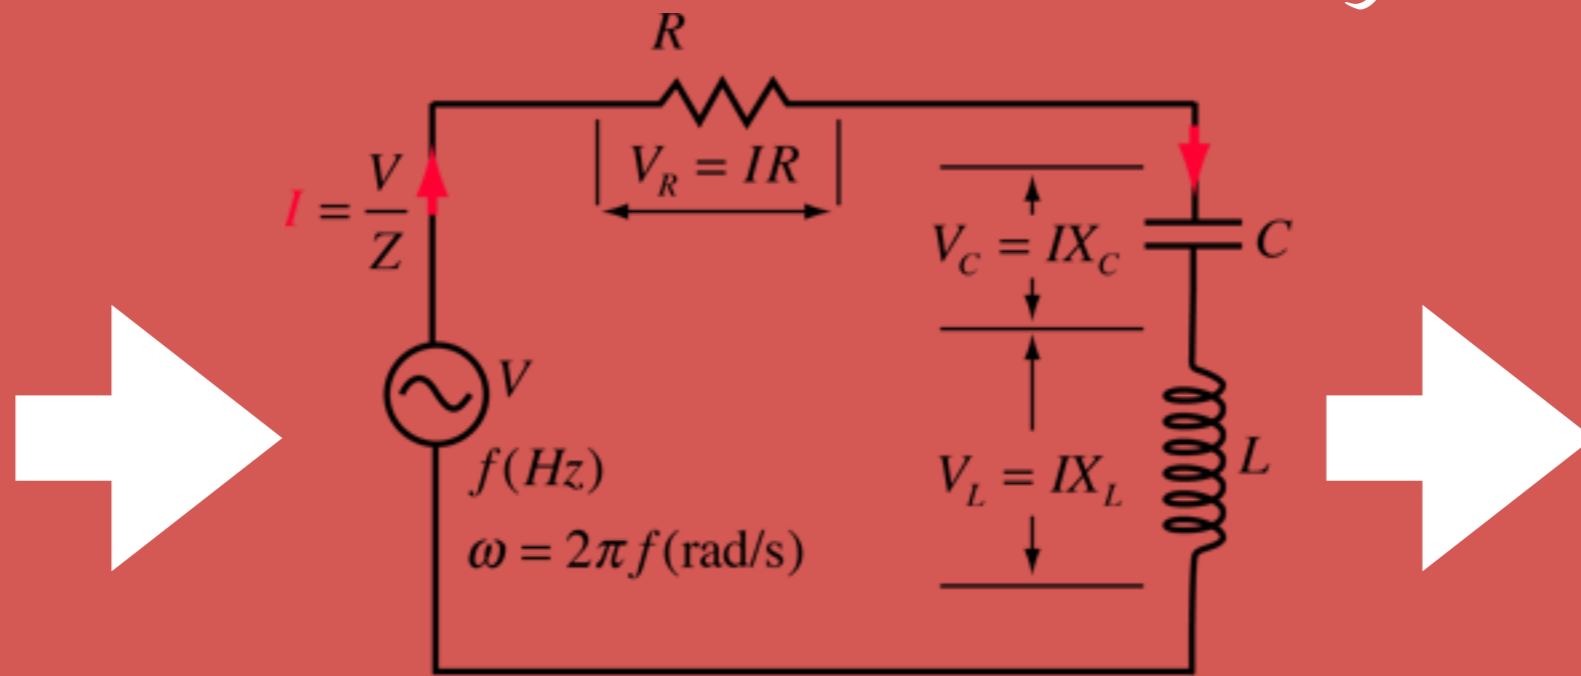 R
V_R = IR
I = V/Z
V_C = IX_C
C
V
f(Hz)
V_L = IX_L
L
ω = 2πf(rad/s)